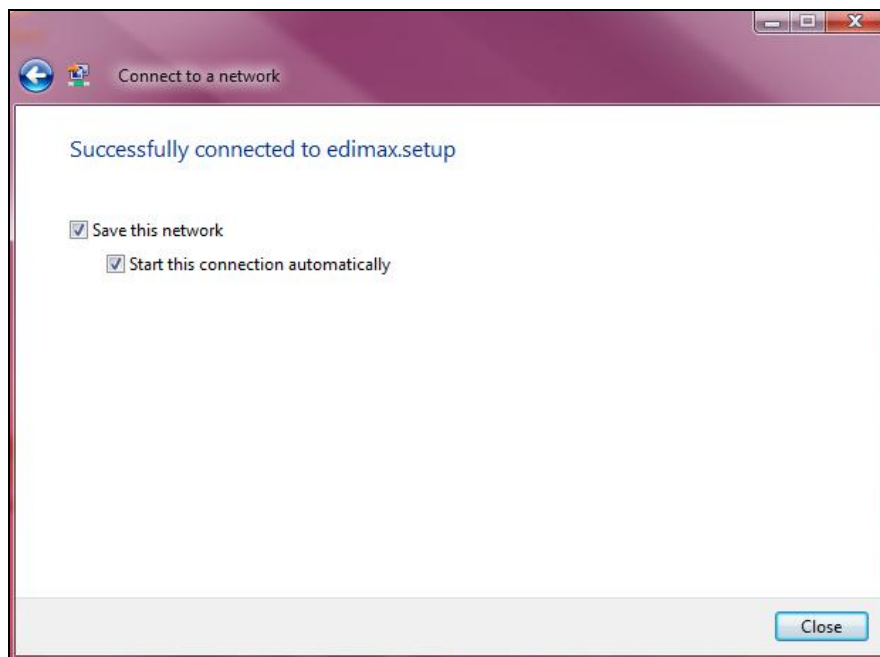 Connect to a network
Successfully connected to edimax.setup
Save this network
Start this connection automatically
Close